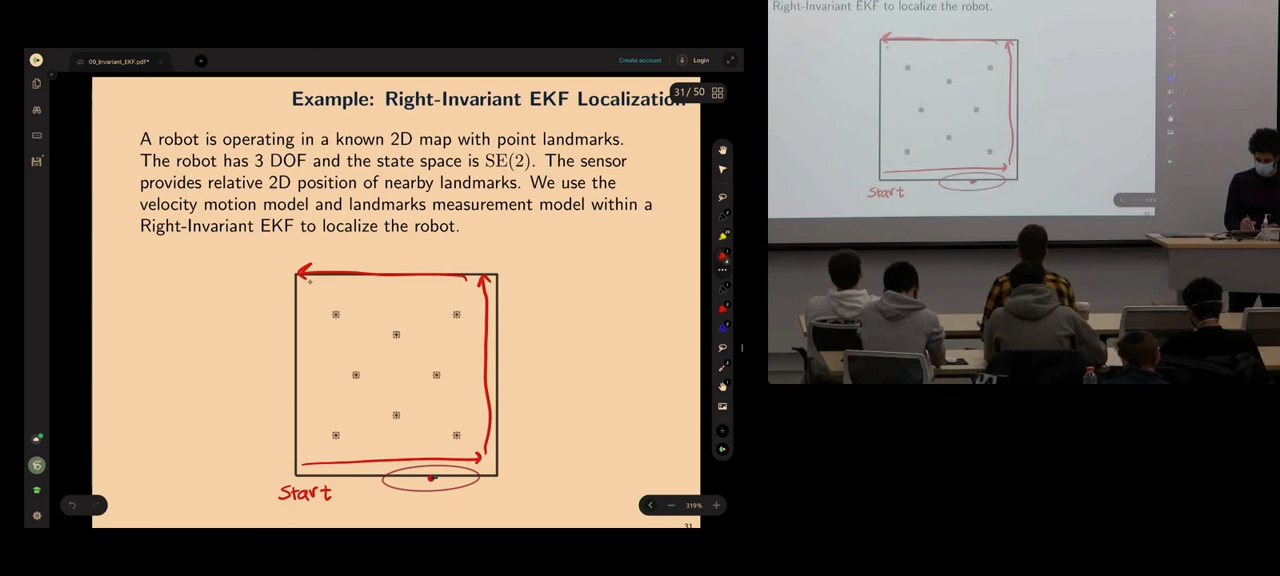 09_Invariant_EKF.pdf*
Create account
Login
Example: Right-Invariant EKF Localization
31/50
A robot is operating in a known 2D map with point landmarks.
The robot has 3 DOF and the state space is SE(2). The sensor
provides relative 2D position of nearby landmarks. We use the
velocity motion model and landmarks measurement model within a
Right-Invariant EKF to localize the robot.
Start
319%
31
Right-Invariant EKF to localize the robot.
Start